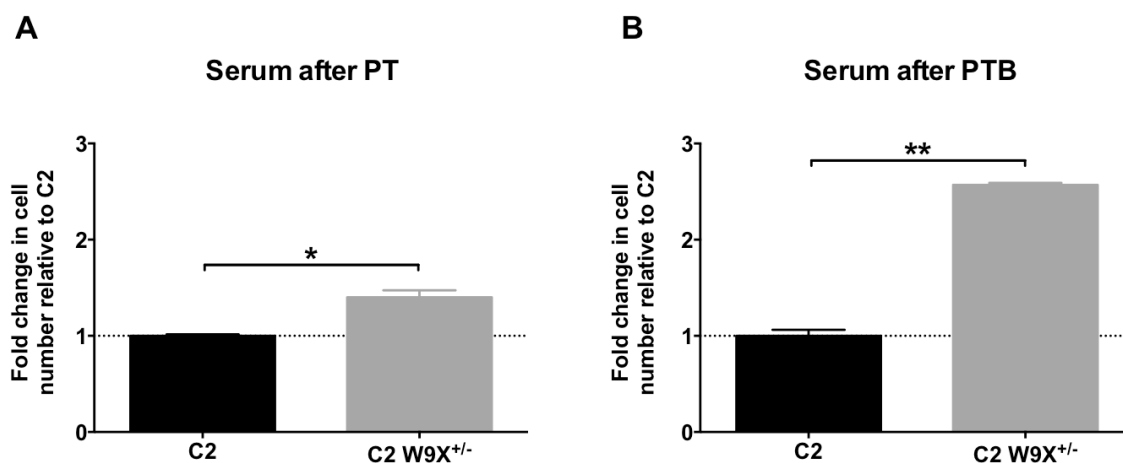 A
Serum after PT
Fold change in cell
number relative to C2
3
2
1
0
*
C2
C2 W9X+/-
B
Serum after PTB
Fold change in cell
number relative to C2
3
2
1
0
**
C2
C2 W9X+/-